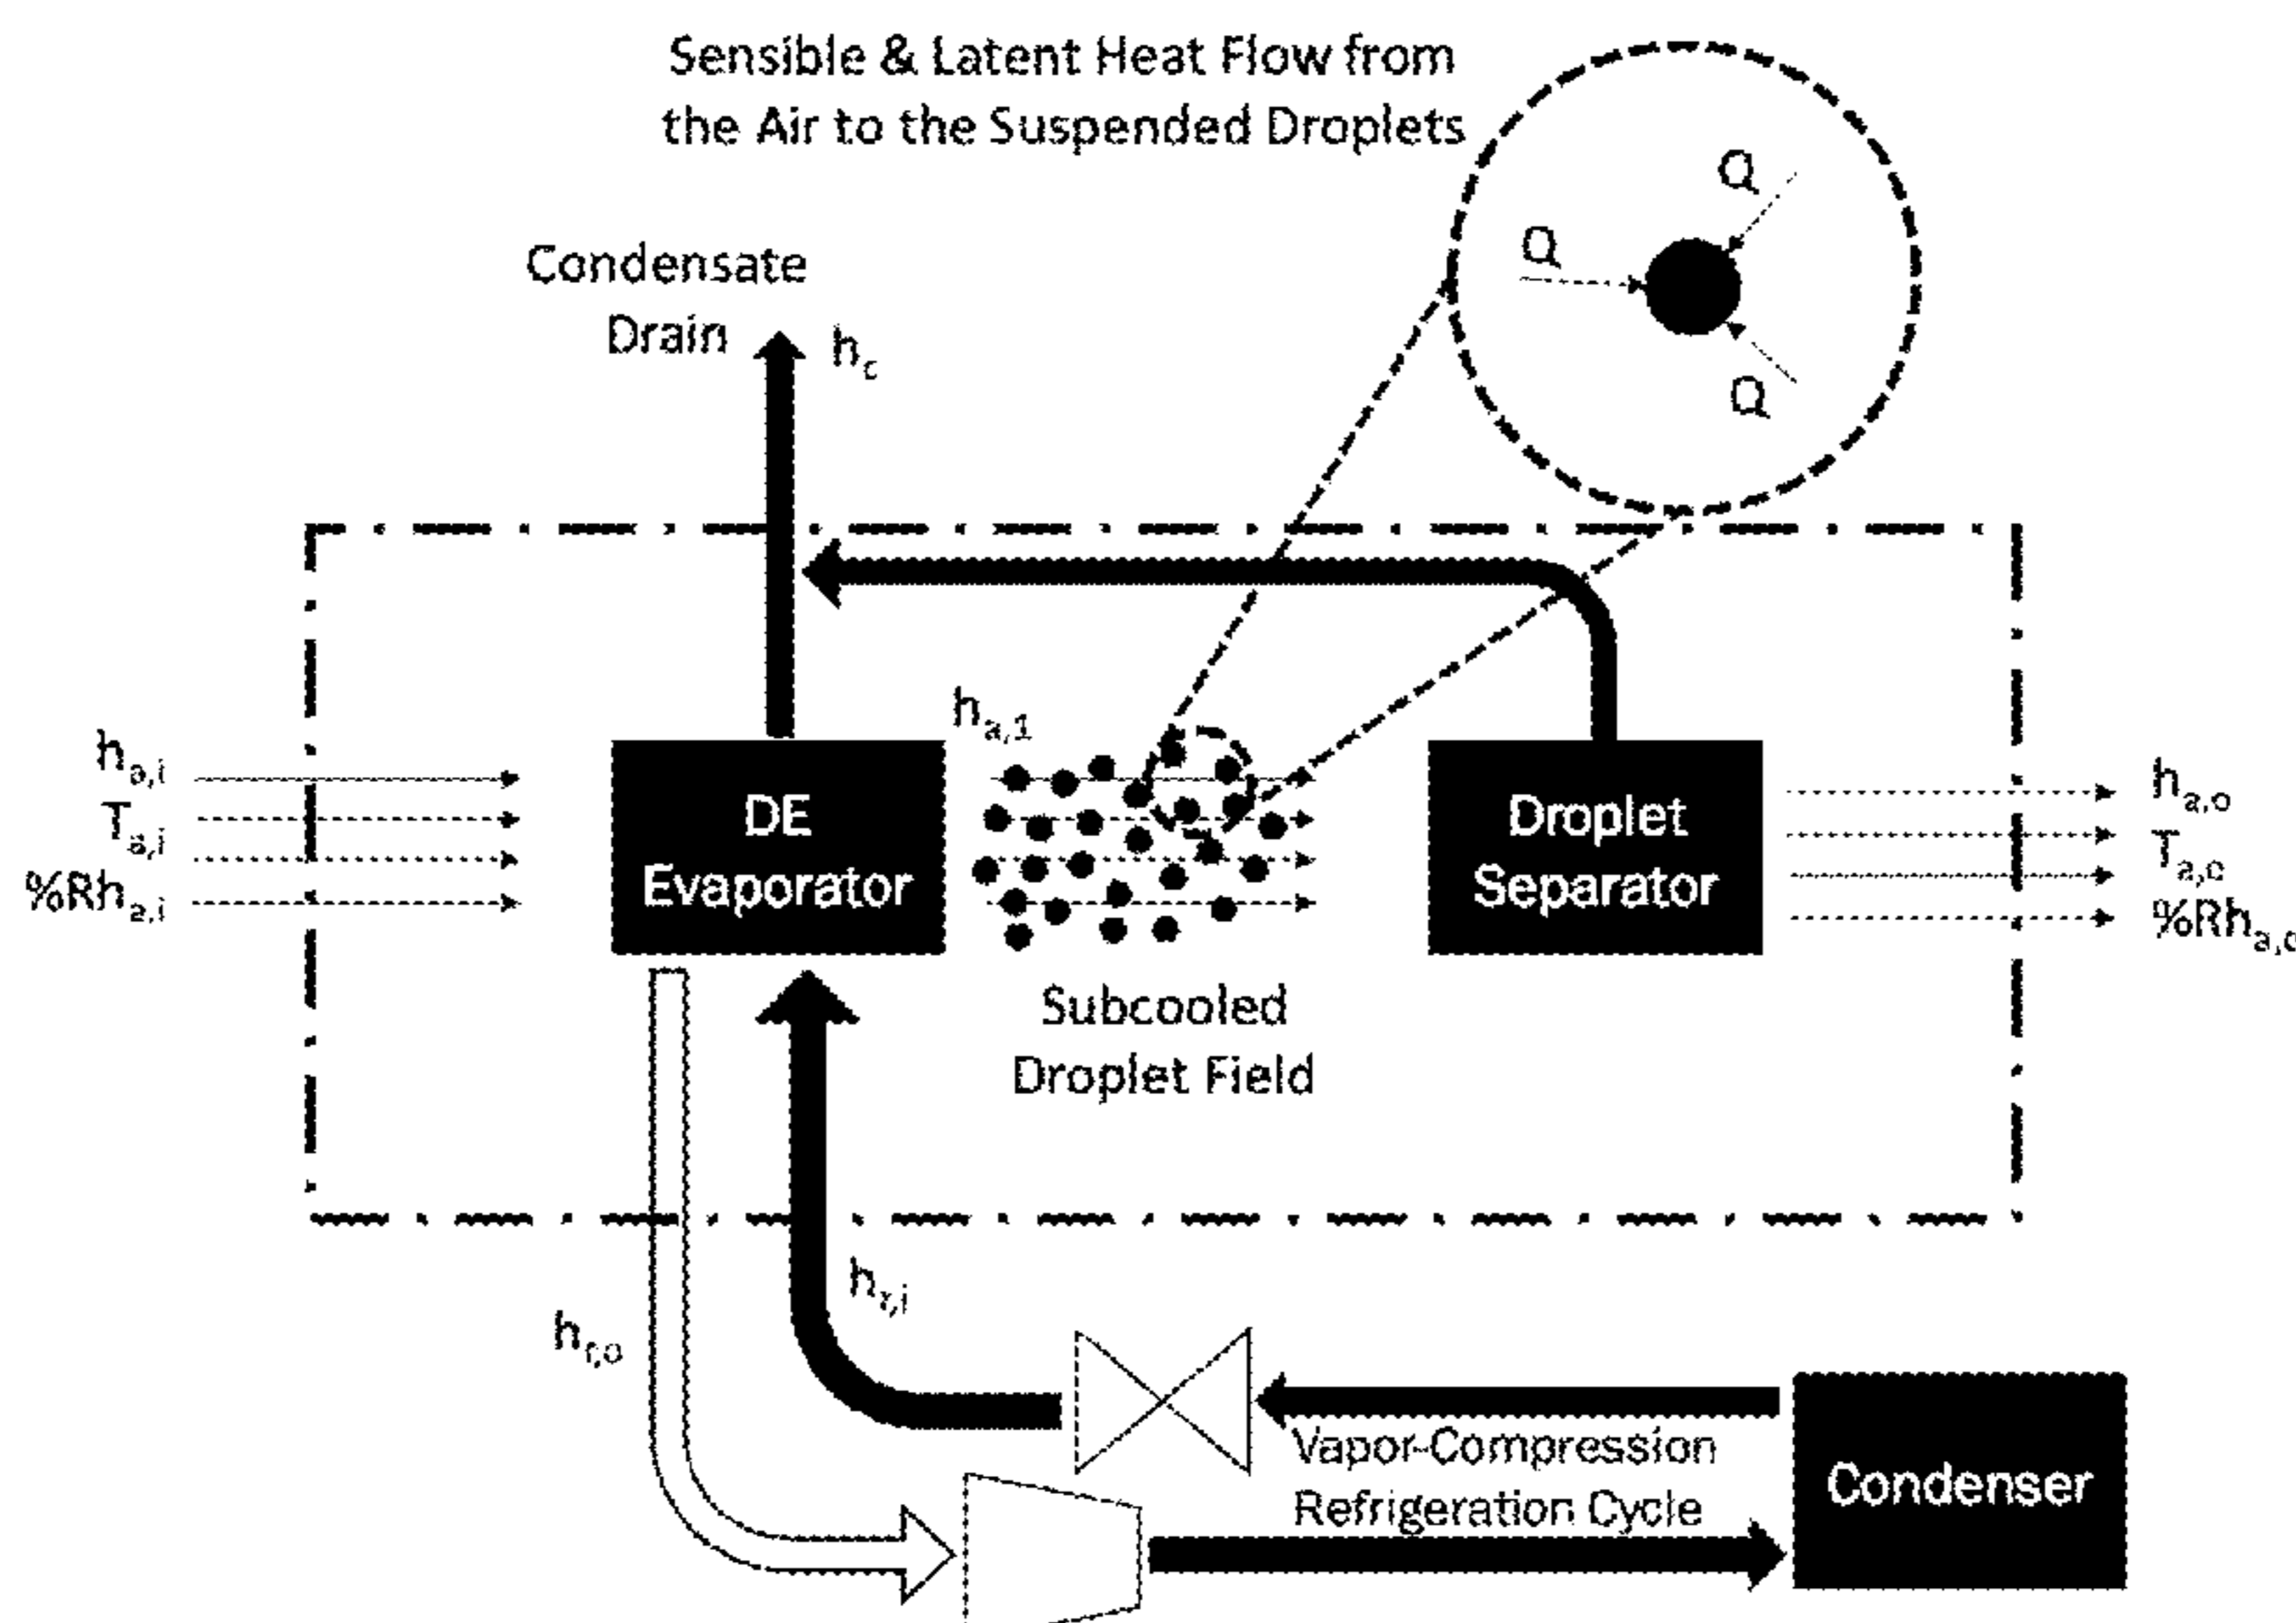 Sensible & Latent Heat Flow from
the Air to the Suspended Droplets
Q
Q
Q
Condensate
Drain
h_c
h_a,1
h_a,i
T_a,i
%Rh_a,i
DE
Evaporator
Droplet
Separator
h_a,o
T_a,o
%Rh_a,o
Subcooled
Droplet Field
h_r,i
h_r,o
Vapor-Compression
Refrigeration Cycle
Condenser